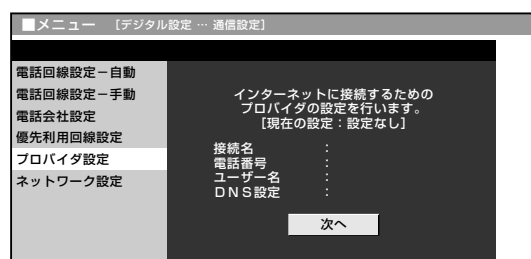 ■メニュー [デジタル設定 … 通信設定]
電話回線設定－自動
電話回線設定－手動
電話会社設定
優先利用回線設定
プロバイダ設定
ネットワーク設定
インターネットに接続するための
プロバイダの設定を行います。
[現在の設定：設定なし]
接続名　　　：
電話番号　　：
ユーザー名　：
ＤＮＳ設定　：
次へ